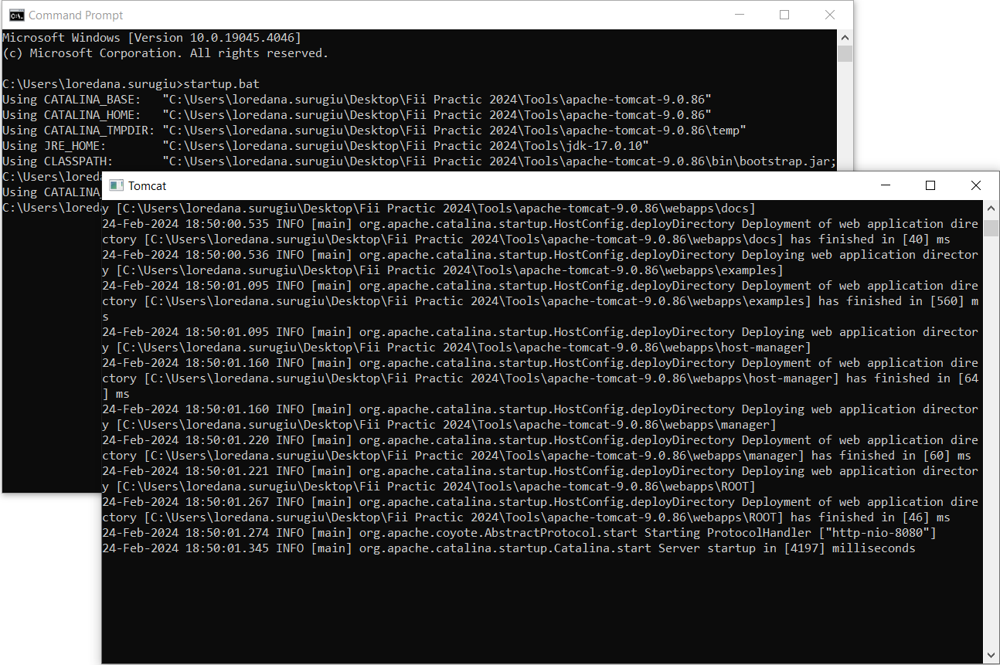 Command Prompt
Microsoft Windows [Version 10.0.19045.4046]
(c) Microsoft Corporation. All rights reserved.
C:\Users\loredana.surugiu>startup.bat
Using CATALINA_BASE:   "C:\Users\loredana.surugiu\Desktop\Fii Practic 2024\Tools\apache-tomcat-9.0.86"
Using CATALINA_HOME:   "C:\Users\loredana.surugiu\Desktop\Fii Practic 2024\Tools\apache-tomcat-9.0.86"
Using CATALINA_TMPDIR: "C:\Users\loredana.surugiu\Desktop\Fii Practic 2024\Tools\apache-tomcat-9.0.86\temp"
Using JRE_HOME:        "C:\Users\loredana.surugiu\Desktop\Fii Practic 2024\Tools\jdk-17.0.10"
Using CLASSPATH:       "C:\Users\loredana.surugiu\Desktop\Fii Practic 2024\Tools\apache-tomcat-9.0.86\bin\bootstrap.jar;
C:\Users\loreda
Using CATALINA_
C:\Users\loreda
Tomcat
y [C:\Users\loredana.surugiu\Desktop\Fii Practic 2024\Tools\apache-tomcat-9.0.86\webapps\docs]
24-Feb-2024 18:50:00.535 INFO [main] org.apache.catalina.startup.HostConfig.deployDirectory Deployment of web application dire
ctory [C:\Users\loredana.surugiu\Desktop\Fii Practic 2024\Tools\apache-tomcat-9.0.86\webapps\docs] has finished in [40] ms
24-Feb-2024 18:50:00.536 INFO [main] org.apache.catalina.startup.HostConfig.deployDirectory Deploying web application director
y [C:\Users\loredana.surugiu\Desktop\Fii Practic 2024\Tools\apache-tomcat-9.0.86\webapps\examples]
24-Feb-2024 18:50:01.095 INFO [main] org.apache.catalina.startup.HostConfig.deployDirectory Deployment of web application dire
ctory [C:\Users\loredana.surugiu\Desktop\Fii Practic 2024\Tools\apache-tomcat-9.0.86\webapps\examples] has finished in [560] m
s
24-Feb-2024 18:50:01.095 INFO [main] org.apache.catalina.startup.HostConfig.deployDirectory Deploying web application director
y [C:\Users\loredana.surugiu\Desktop\Fii Practic 2024\Tools\apache-tomcat-9.0.86\webapps\host-manager]
24-Feb-2024 18:50:01.160 INFO [main] org.apache.catalina.startup.HostConfig.deployDirectory Deployment of web application dire
ctory [C:\Users\loredana.surugiu\Desktop\Fii Practic 2024\Tools\apache-tomcat-9.0.86\webapps\host-manager] has finished in [64
] ms
24-Feb-2024 18:50:01.160 INFO [main] org.apache.catalina.startup.HostConfig.deployDirectory Deploying web application director
y [C:\Users\loredana.surugiu\Desktop\Fii Practic 2024\Tools\apache-tomcat-9.0.86\webapps\manager]
24-Feb-2024 18:50:01.220 INFO [main] org.apache.catalina.startup.HostConfig.deployDirectory Deployment of web application dire
ctory [C:\Users\loredana.surugiu\Desktop\Fii Practic 2024\Tools\apache-tomcat-9.0.86\webapps\manager] has finished in [60] ms
24-Feb-2024 18:50:01.221 INFO [main] org.apache.catalina.startup.HostConfig.deployDirectory Deploying web application director
y [C:\Users\loredana.surugiu\Desktop\Fii Practic 2024\Tools\apache-tomcat-9.0.86\webapps\ROOT]
24-Feb-2024 18:50:01.267 INFO [main] org.apache.catalina.startup.HostConfig.deployDirectory Deployment of web application dire
ctory [C:\Users\loredana.surugiu\Desktop\Fii Practic 2024\Tools\apache-tomcat-9.0.86\webapps\ROOT] has finished in [46] ms
24-Feb-2024 18:50:01.274 INFO [main] org.apache.coyote.AbstractProtocol.start Starting ProtocolHandler ["http-nio-8080"]
24-Feb-2024 18:50:01.345 INFO [main] org.apache.catalina.startup.Catalina.start Server startup in [4197] milliseconds